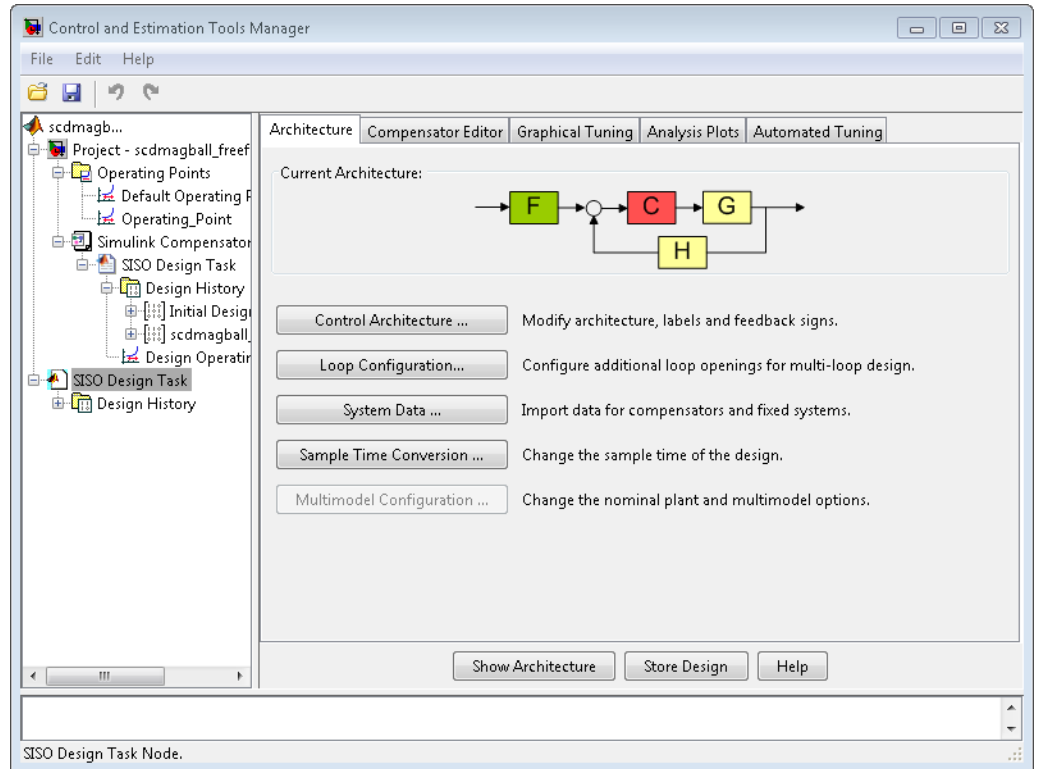 Control and Estimation Tools Manager
File Edit Help
scdmagb...
Project - scdmagball_freef
Operating Points
Default Operating P
Operating_Point
Simulink Compensator
SISO Design Task
Design History
Initial Desig
scdmagball_
Design Operatin
SISO Design Task
Design History
Architecture Compensator Editor Graphical Tuning Analysis Plots Automated Tuning
Current Architecture:
F C G
H
Control Architecture ... Modify architecture, labels and feedback signs.
Loop Configuration... Configure additional loop openings for multi-loop design.
System Data ... Import data for compensators and fixed systems.
Sample Time Conversion ... Change the sample time of the design.
Multimodel Configuration ... Change the nominal plant and multimodel options.
Show Architecture Store Design Help
SISO Design Task Node.